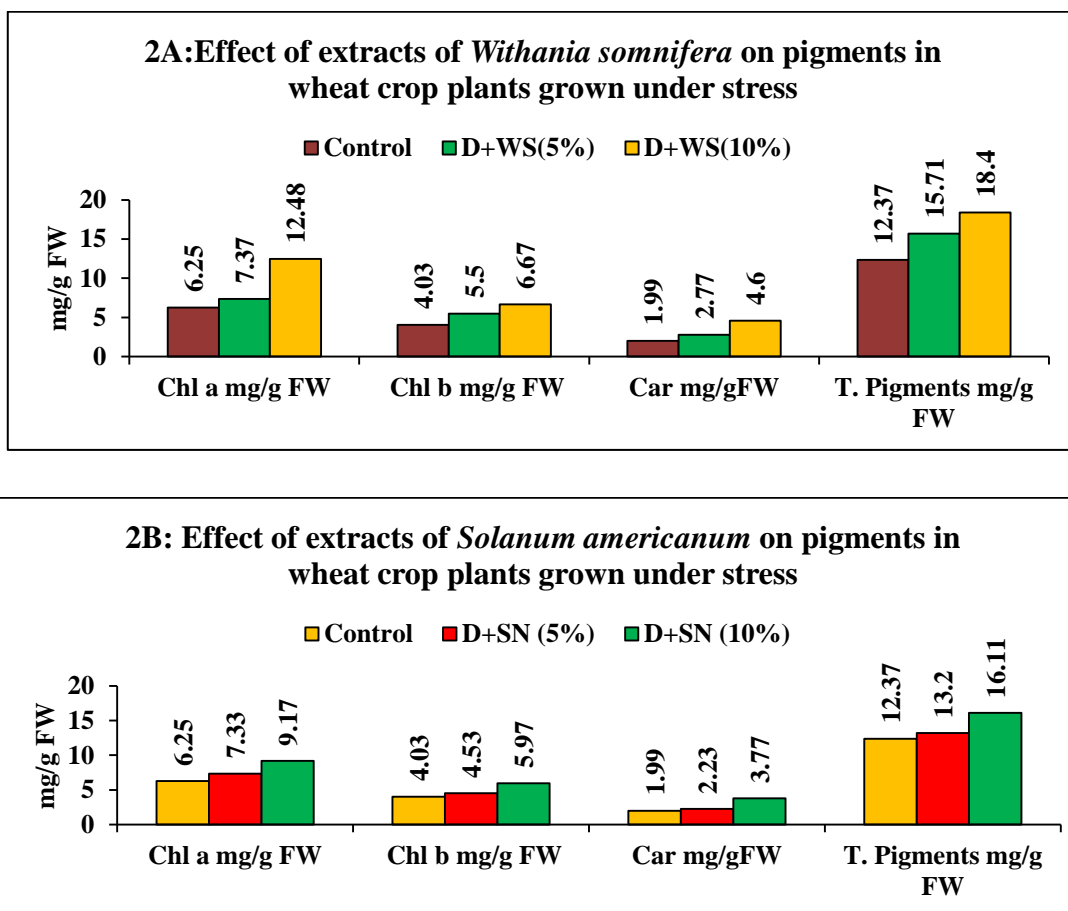 2A:Effect of extracts of Withania somnifera on pigments in
wheat crop plants grown under stress
Control D+WS(5%) D+WS(10%)
mg/g FW
20
15
10
5
0
6.25 7.37 12.48
4.03 5.5 6.67
1.99 2.77 4.6
12.37 15.71 18.4
Chl a mg/g FW Chl b mg/g FW Car mg/gFW T. Pigments mg/g
FW
2B: Effect of extracts of Solanum americanum on pigments in
wheat crop plants grown under stress
Control D+SN (5%) D+SN (10%)
mg/g FW
20
15
10
5
0
6.25 7.33 9.17
4.03 4.53 5.97
1.99 2.23 3.77
12.37 13.2 16.11
Chl a mg/g FW Chl b mg/g FW Car mg/gFW T. Pigments mg/g
FW